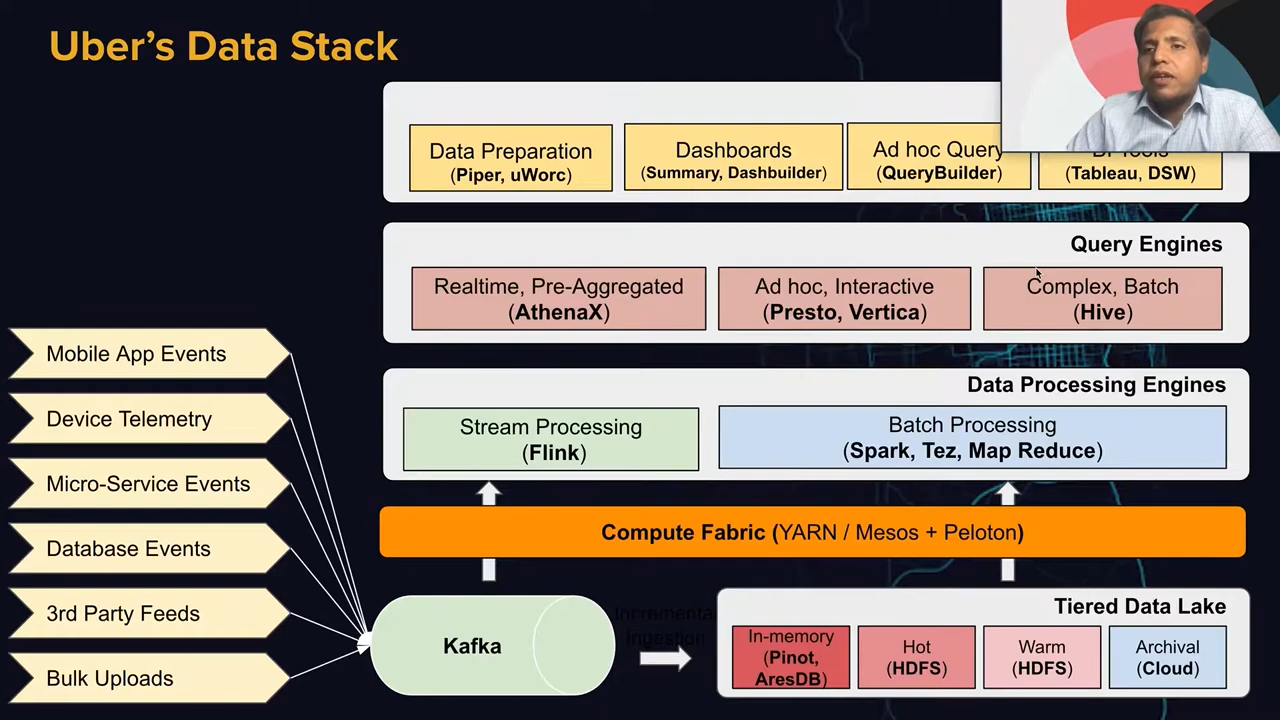 Uber's Data Stack
Data Preparation
(Piper, uWorc)
Dashboards
(Summary, Dashbuilder)
Ad hoc Query
(QueryBuilder)
BI Tools
(Tableau, DSW)
Query Engines
Realtime, Pre-Aggregated
(AthenaX)
Ad hoc, Interactive
(Presto, Vertica)
Complex, Batch
(Hive)
Mobile App Events
Device Telemetry
Micro-Service Events
Database Events
3rd Party Feeds
Bulk Uploads
Data Processing Engines
Stream Processing
(Flink)
Batch Processing
(Spark, Tez, Map Reduce)
Compute Fabric (YARN / Mesos + Peloton)
Kafka
Incremental
ingestion
Tiered Data Lake
In-memory
(Pinot,
AresDB)
Hot
(HDFS)
Warm
(HDFS)
Archival
(Cloud)